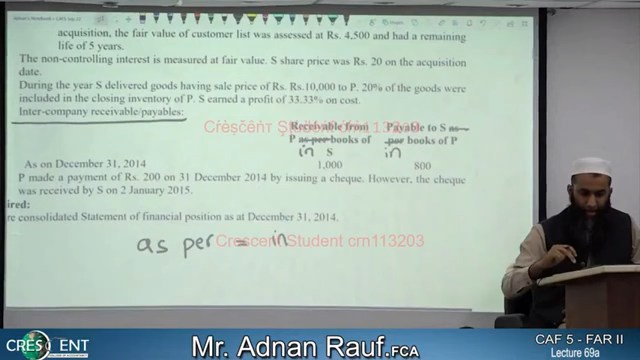 acquisition, the fair value of customer list was assessed at Rs. 4,500 and had a remaining
life of 5 years.
The non-controlling interest is measured at fair value. S share price was Rs. 20 on the acquisition
date.
During the year S delivered goods having sale price of Rs. Rs.10,000 to P. 20% of the goods were
included in the closing inventory of P. S earned a profit of 33.33% on cost.
Inter-company receivable/payables:
Crescent Student crn113203
Receivable from Payable to S as
P as per books of per books of P
in S in
As on December 31, 2014 1,000 800
P made a payment of Rs. 200 on 31 December 2014 by issuing a cheque. However, the cheque
was received by S on 2 January 2015.
ired:
re consolidated Statement of financial position as at December 31, 2014.
as per = in
Crescent Student crn113203
CRESCENT
Mr. Adnan Rauf.FCA
CAF 5 - FAR II
Lecture 69a